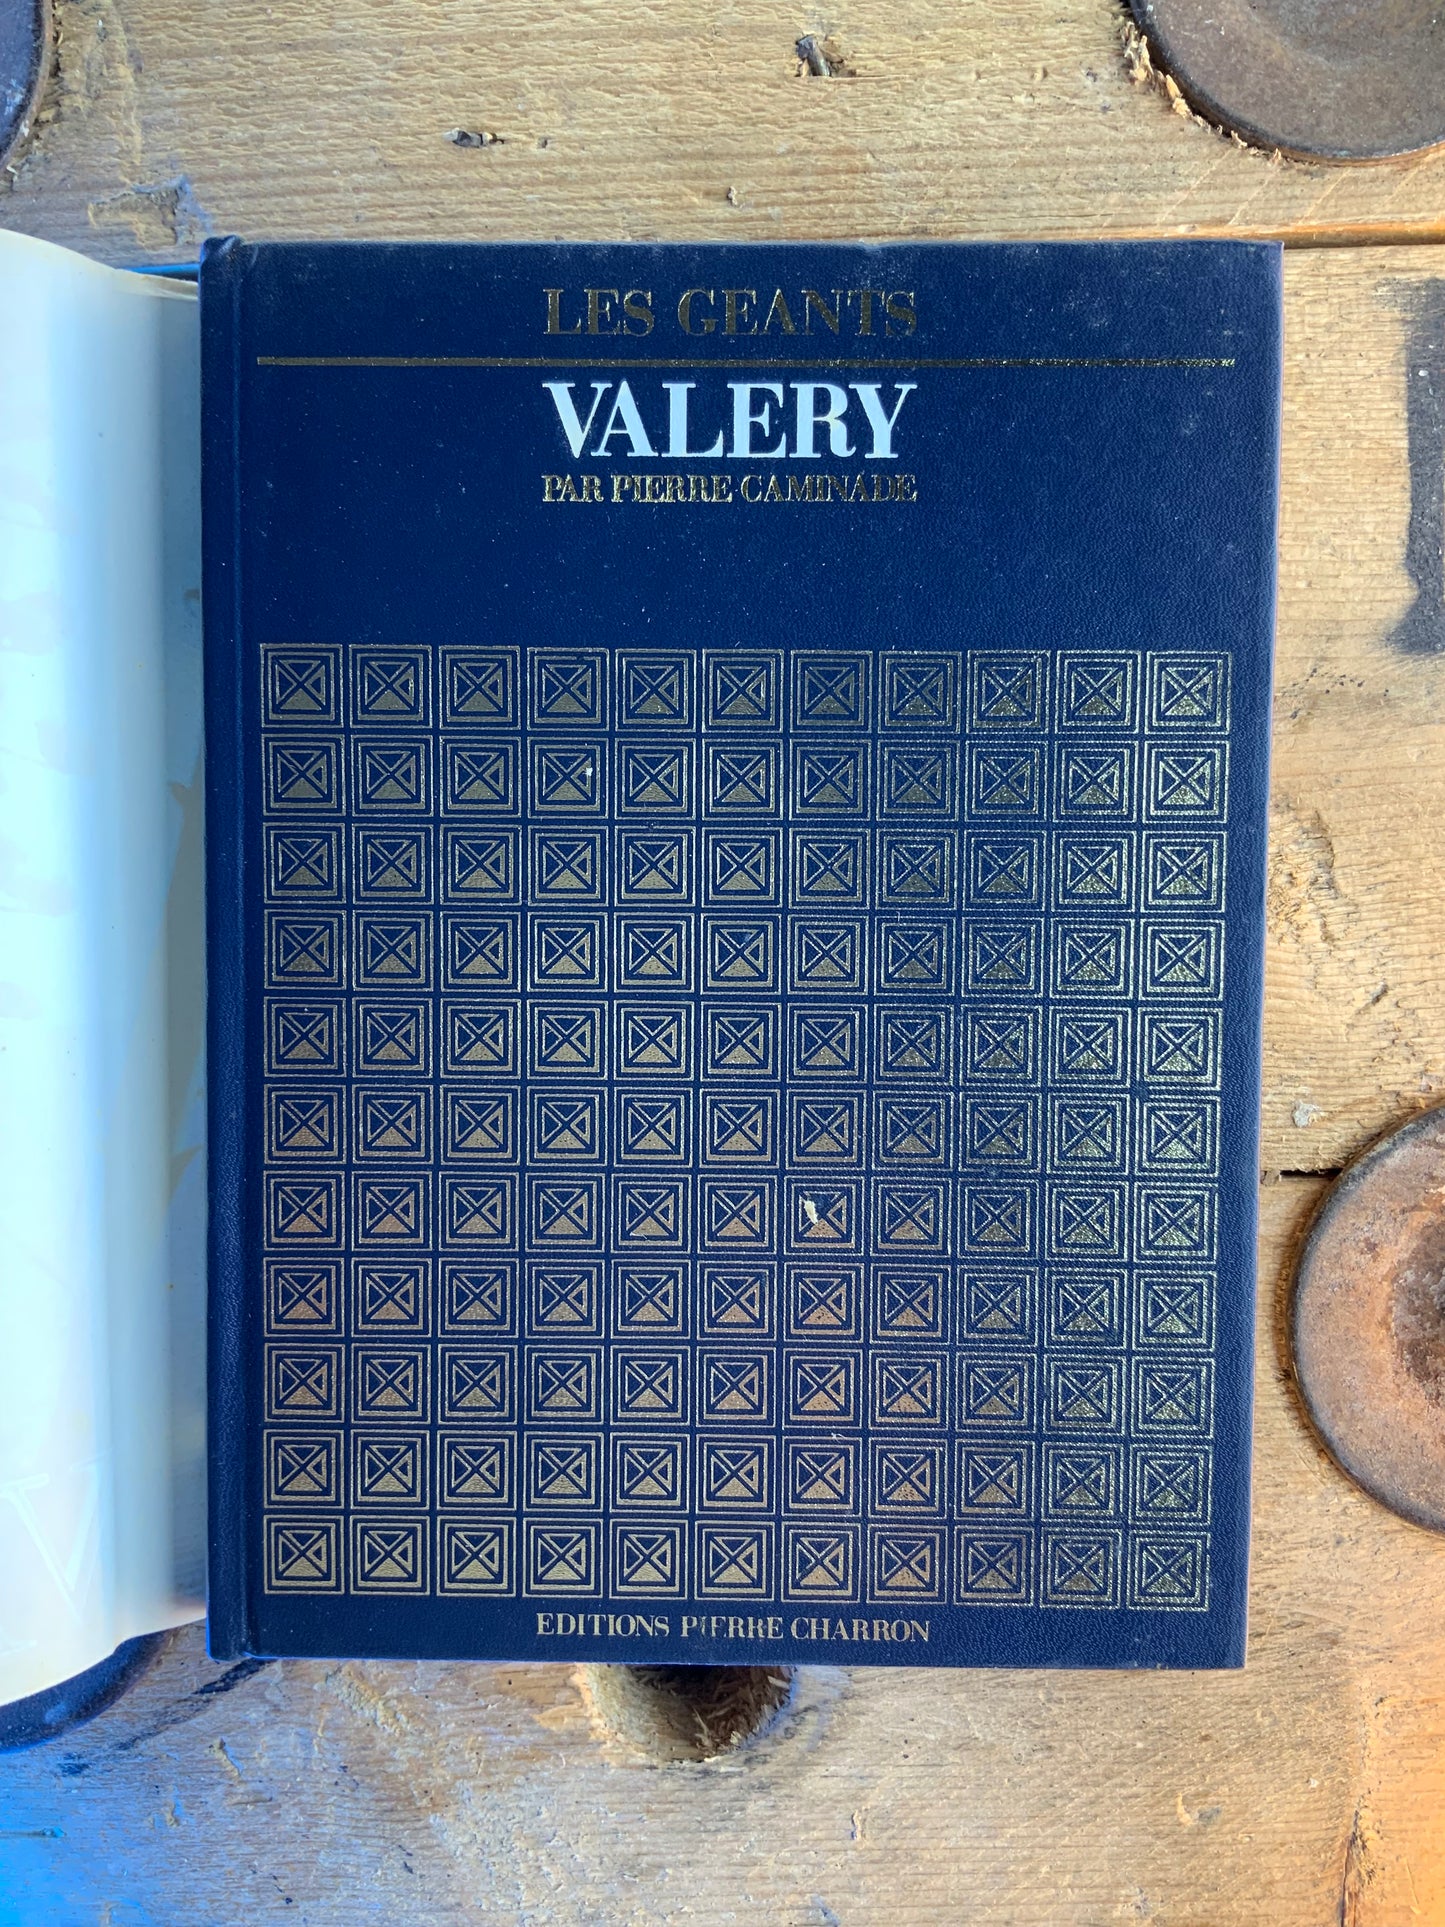 LES GEANTS
VALERY
PAR PIERRE CAMINADE
EDITIONS PIERRE CHARRON